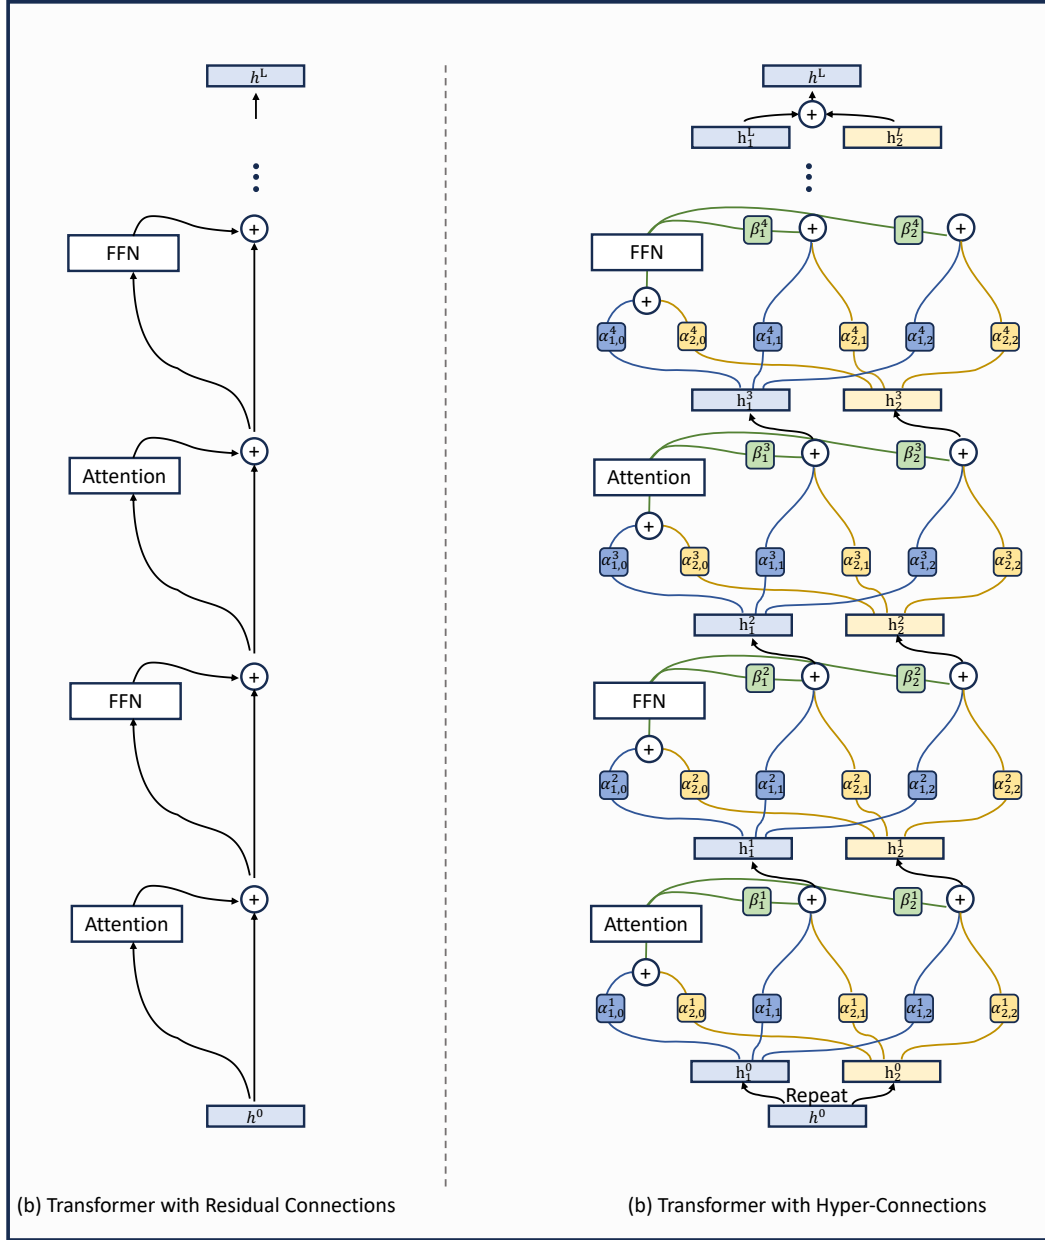 h^L
FFN
Attention
FFN
Attention
h^0
(b) Transformer with Residual Connections
h^L
+
h_1^L
h_2^L
β_1^4
β_2^4
FFN
α_{1,0}^4
α_{2,0}^4
α_{1,1}^4
α_{2,1}^4
α_{1,2}^4
α_{2,2}^4
h_1^3
h_2^3
β_1^3
β_2^3
Attention
α_{1,0}^3
α_{2,0}^3
α_{1,1}^3
α_{2,1}^3
α_{1,2}^3
α_{2,2}^3
h_1^2
h_2^2
β_1^2
β_2^2
FFN
α_{1,0}^2
α_{2,0}^2
α_{1,1}^2
α_{2,1}^2
α_{1,2}^2
α_{2,2}^2
h_1^1
h_2^1
β_1^1
β_2^1
Attention
α_{1,0}^1
α_{2,0}^1
α_{1,1}^1
α_{2,1}^1
α_{1,2}^1
α_{2,2}^1
h_1^0
h_2^0
Repeat
h^0
(b) Transformer with Hyper-Connections